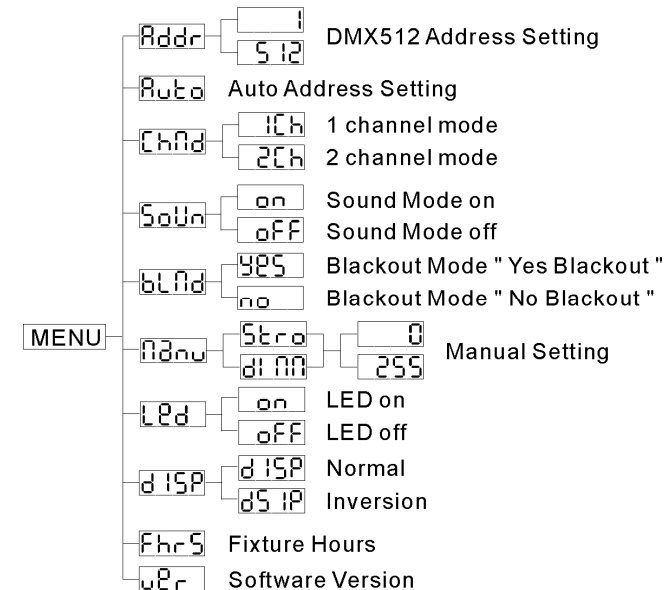 1
Addr
512
DMX512 Address Setting
Auto
Auto Address Setting
ChMd
1Ch
1 channel mode
2Ch
2 channel mode
SoUn
on
Sound Mode on
oFF
Sound Mode off
bLMd
yES
Blackout Mode " Yes Blackout "
no
Blackout Mode " No Blackout "
MENU
Manu
Stro
diMM
0
255
Manual Setting
Led
on
LED on
oFF
LED off
dISP
dISP
Normal
dSIP
Inversion
FhrS
Fixture Hours
ver
Software Version